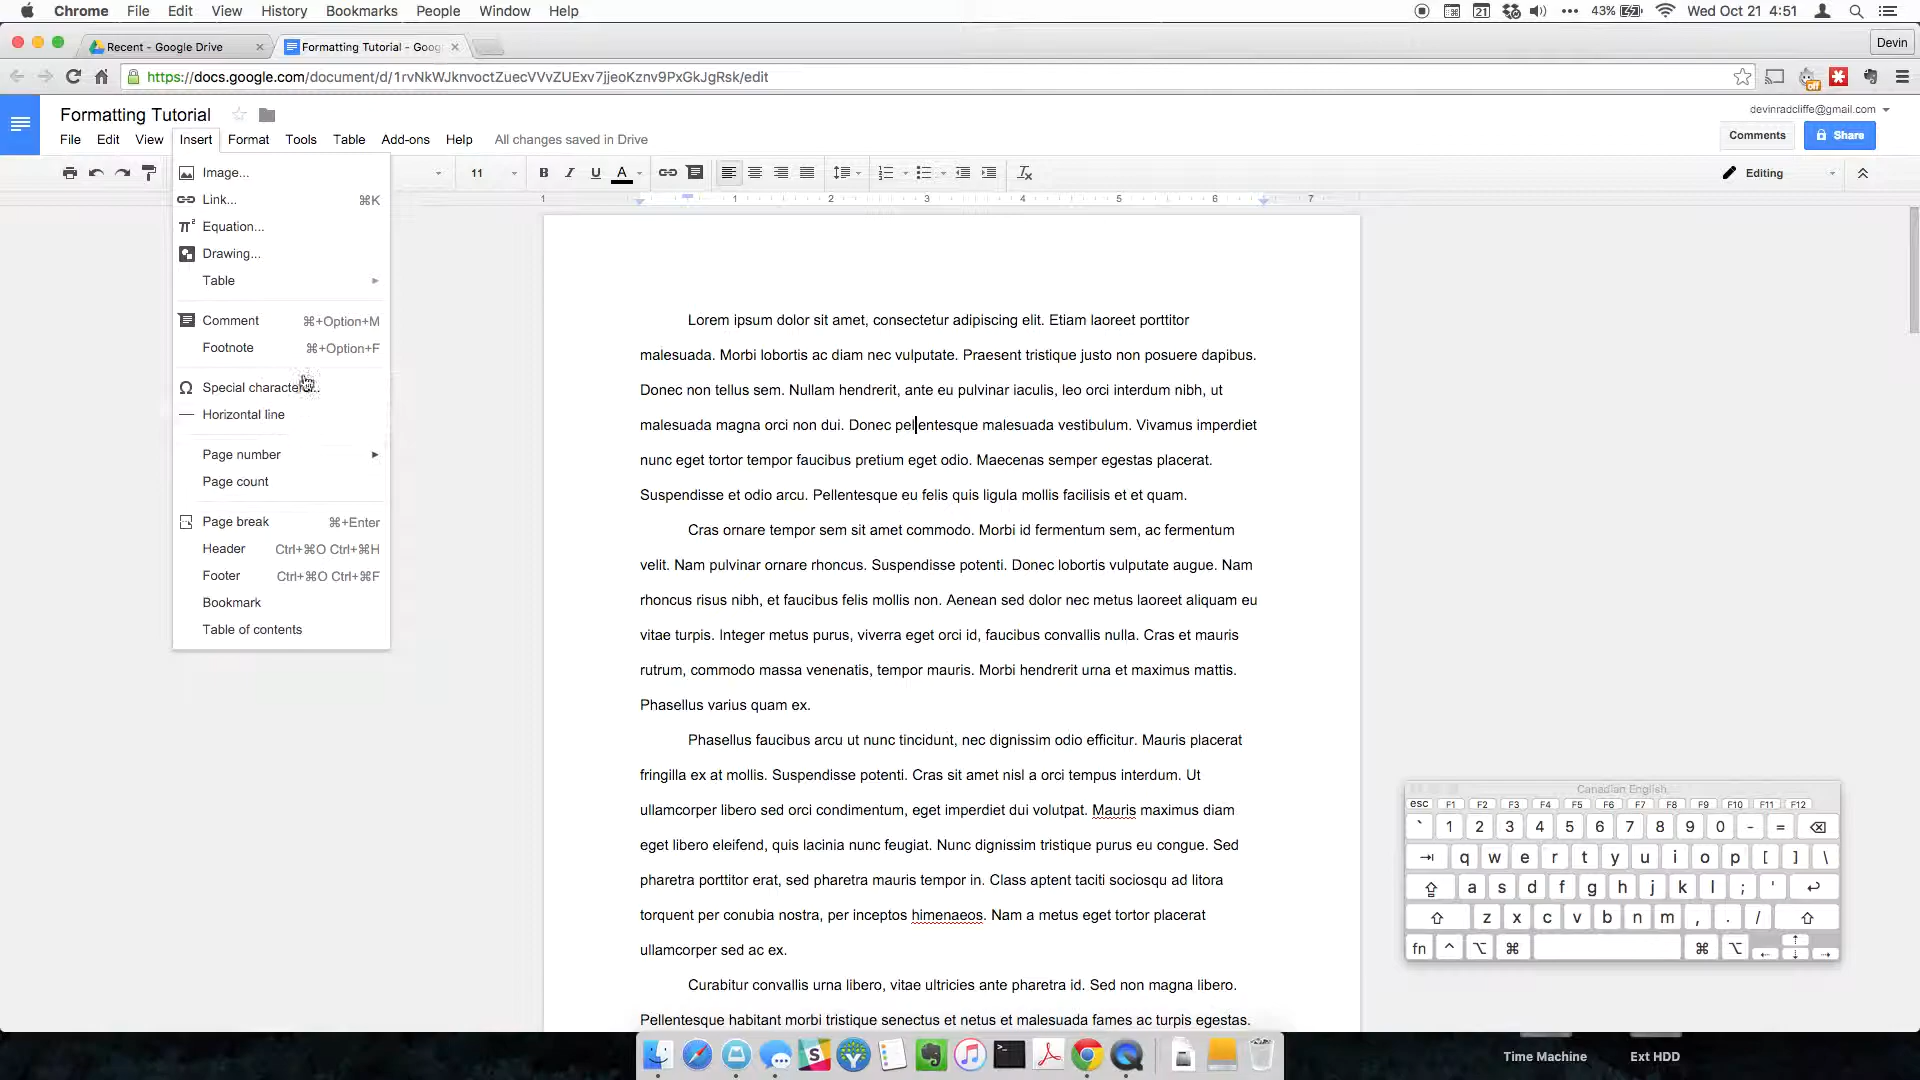 Chrome File Edit View History Bookmarks People Window Help 21 43% Wed Oct 21 4:51
Recent - Google Drive Formatting Tutorial - Goog Devin
https://docs.google.com/document/d/1rvNkWJknvoctZuecVVvZUExv7jjeoKznv9PxGkJgRsk/edit
Formatting Tutorial devinradcliffe@gmail.com
File Edit View Insert Format Tools Table Add-ons Help All changes saved in Drive Comments Share
11 B I U A Editing
1 1 2 3 4 5 6 7
Image...
Link... ⌘K
Equation...
Drawing...
Table
Comment ⌘+Option+M
Footnote ⌘+Option+F
Special characters...
Horizontal line
Page number
Page count
Page break ⌘+Enter
Header Ctrl+⌘O Ctrl+⌘H
Footer Ctrl+⌘O Ctrl+⌘F
Bookmark
Table of contents
Lorem ipsum dolor sit amet, consectetur adipiscing elit. Etiam laoreet porttitor
malesuada. Morbi lobortis ac diam nec vulputate. Praesent tristique justo non posuere dapibus.
Donec non tellus sem. Nullam hendrerit, ante eu pulvinar iaculis, leo orci interdum nibh, ut
malesuada magna orci non dui. Donec pellentesque malesuada vestibulum. Vivamus imperdiet
nunc eget tortor tempor faucibus pretium eget odio. Maecenas semper egestas placerat.
Suspendisse et odio arcu. Pellentesque eu felis quis ligula mollis facilisis et et quam.
Cras ornare tempor sem sit amet commodo. Morbi id fermentum sem, ac fermentum
velit. Nam pulvinar ornare rhoncus. Suspendisse potenti. Donec lobortis vulputate augue. Nam
rhoncus risus nibh, et faucibus felis mollis non. Aenean sed dolor nec metus laoreet aliquam eu
vitae turpis. Integer metus purus, viverra eget orci id, faucibus convallis nulla. Cras et mauris
rutrum, commodo massa venenatis, tempor mauris. Morbi hendrerit urna et maximus mattis.
Phasellus varius quam ex.
Phasellus faucibus arcu ut nunc tincidunt, nec dignissim odio efficitur. Mauris placerat
fringilla ex at mollis. Suspendisse potenti. Cras sit amet nisl a orci tempus interdum. Ut
ullamcorper libero sed orci condimentum, eget imperdiet dui volutpat. Mauris maximus diam
eget libero eleifend, quis lacinia nunc feugiat. Nunc dignissim tristique purus eu congue. Sed
pharetra porttitor erat, sed pharetra mauris tempor in. Class aptent taciti sociosqu ad litora
torquent per conubia nostra, per inceptos himenaeos. Nam a metus eget tortor placerat
ullamcorper sed ac ex.
Curabitur convallis urna libero, vitae ultricies ante pharetra id. Sed non magna libero.
Pellentesque habitant morbi tristique senectus et netus et malesuada fames ac turpis egestas.
Canadian English
esc F1 F2 F3 F4 F5 F6 F7 F8 F9 F10 F11 F12
` 1 2 3 4 5 6 7 8 9 0 - =
q w e r t y u i o p [ ] \
a s d f g h j k l ; '
z x c v b n m , . /
fn ^ ⌥ ⌘ ⌘ ⌥
Time Machine Ext HDD